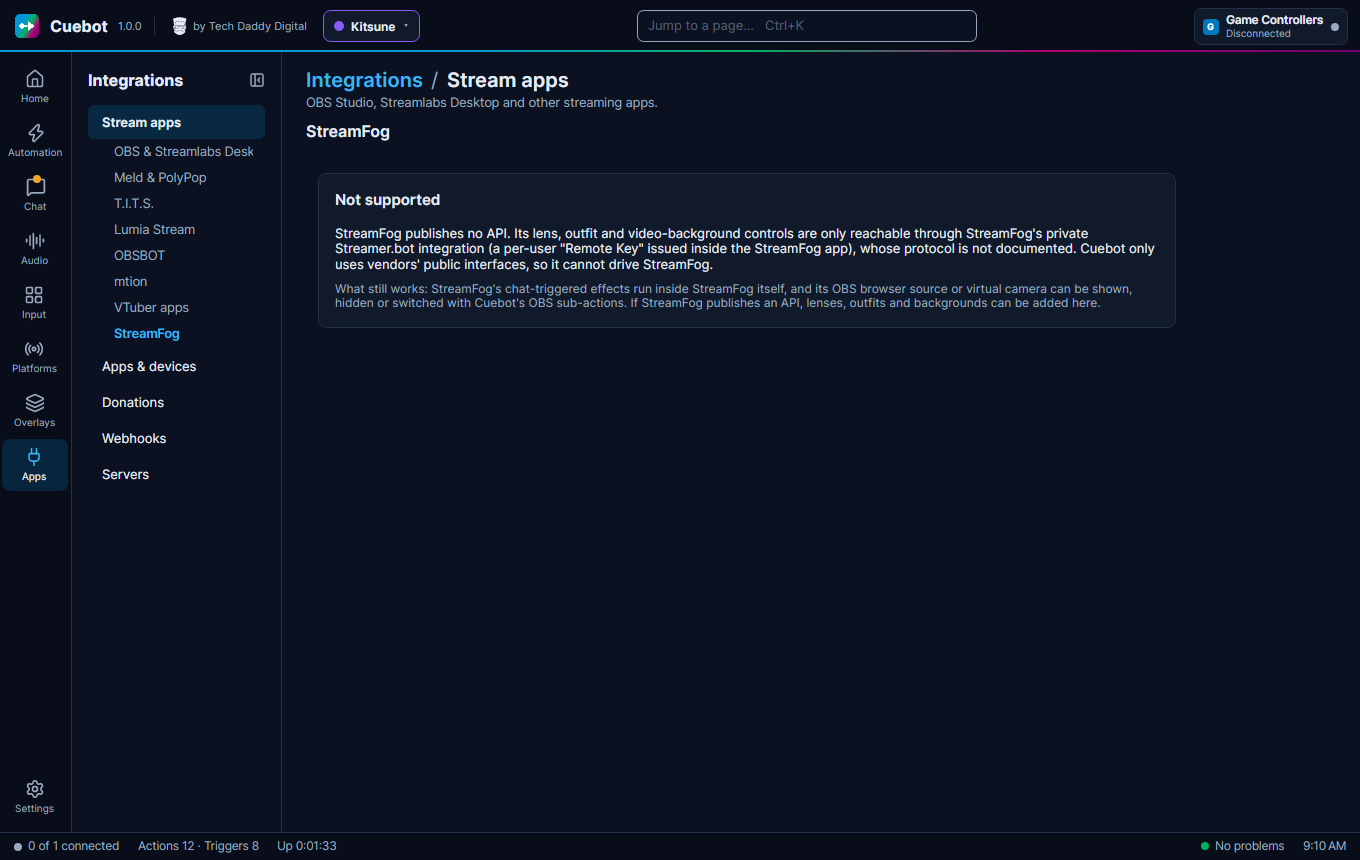 Cuebot 1.0.0 by Tech Daddy Digital Kitsune
Jump to a page... Ctrl+K
G Game Controllers
Disconnected
Home
Automation
Chat
Audio
Input
Platforms
Overlays
Apps
Settings
Integrations
Stream apps
OBS & Streamlabs Desk
Meld & PolyPop
T.I.T.S.
Lumia Stream
OBSBOT
mtion
VTuber apps
StreamFog
Apps & devices
Donations
Webhooks
Servers
Integrations / Stream apps
OBS Studio, Streamlabs Desktop and other streaming apps.
StreamFog
Not supported
StreamFog publishes no API. Its lens, outfit and video-background controls are only reachable through StreamFog's private
Streamer.bot integration (a per-user "Remote Key" issued inside the StreamFog app), whose protocol is not documented. Cuebot only
uses vendors' public interfaces, so it cannot drive StreamFog.
What still works: StreamFog's chat-triggered effects run inside StreamFog itself, and its OBS browser source or virtual camera can be shown,
hidden or switched with Cuebot's OBS sub-actions. If StreamFog publishes an API, lenses, outfits and backgrounds can be added here.
0 of 1 connected Actions 12 · Triggers 8 Up 0:01:33
No problems 9:10 AM